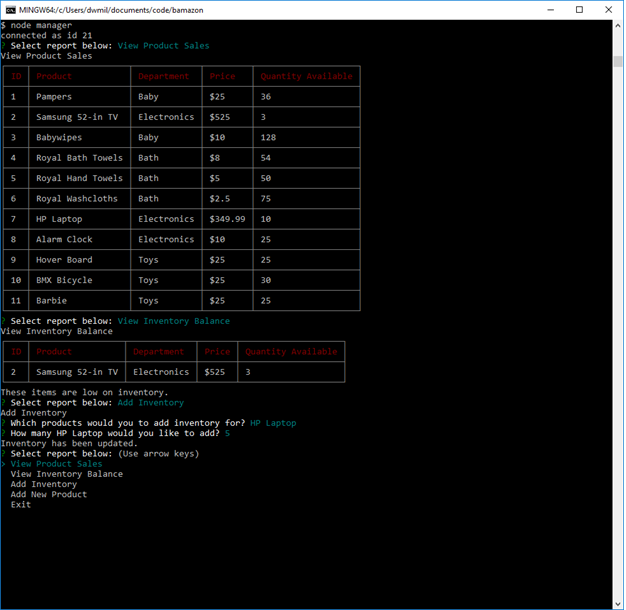 MINGW64:/c/Users/dwmil/documents/code/bamazon
$ node manager
connected as id 21
? Select report below: View Product Sales
View Product Sales
ID Product Department Price Quantity Available
1 Pampers Baby $25 36
2 Samsung 52-in TV Electronics $525 3
3 Babywipes Baby $10 128
4 Royal Bath Towels Bath $8 54
5 Royal Hand Towels Bath $5 50
6 Royal Washcloths Bath $2.5 75
7 HP Laptop Electronics $349.99 10
8 Alarm Clock Electronics $10 25
9 Hover Board Toys $25 25
10 BMX Bicycle Toys $25 30
11 Barbie Toys $25 25
? Select report below: View Inventory Balance
View Inventory Balance
ID Product Department Price Quantity Available
2 Samsung 52-in TV Electronics $525 3
These items are low on inventory.
? Select report below: Add Inventory
Add Inventory
? Which products would you to add inventory for? HP Laptop
? How many HP Laptop would you like to add? 5
Inventory has been updated.
? Select report below: (Use arrow keys)
> View Product Sales
View Inventory Balance
Add Inventory
Add New Product
Exit